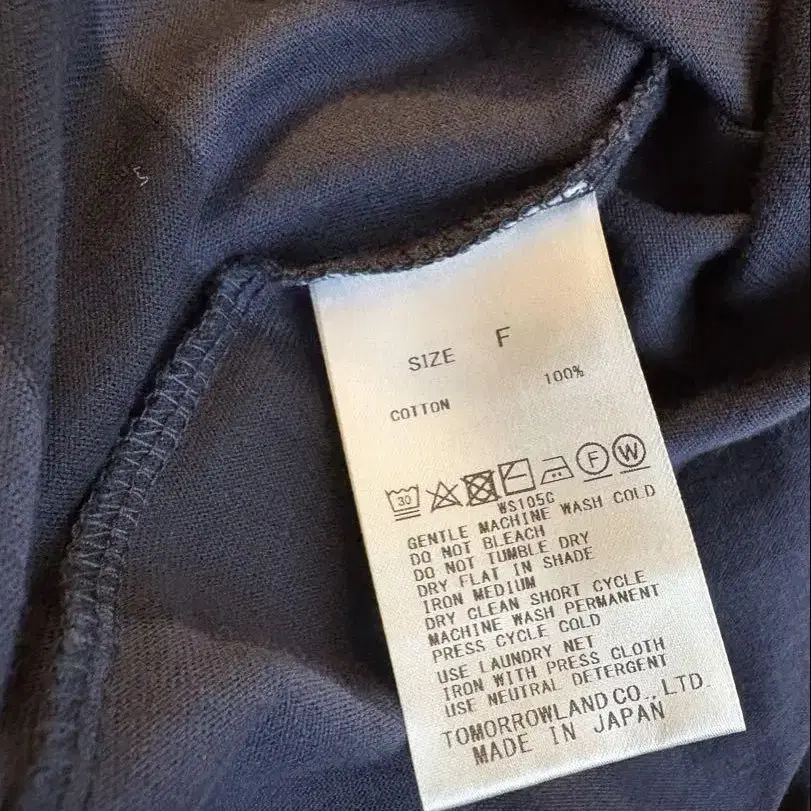 SIZE F
COTTON 100%
30 F W
WS105G
GENTLE MACHINE WASH COLD
DO NOT BLEACH
DO NOT TUMBLE DRY
DRY FLAT IN SHADE
IRON MEDIUM
DRY CLEAN SHORT CYCLE
MACHINE WASH PERMANENT
PRESS CYCLE COLD
USE LAUNDRY NET
IRON WITH PRESS CLOTH
USE NEUTRAL DETERGENT
TOMORROWLAND CO., LTD.
MADE IN JAPAN